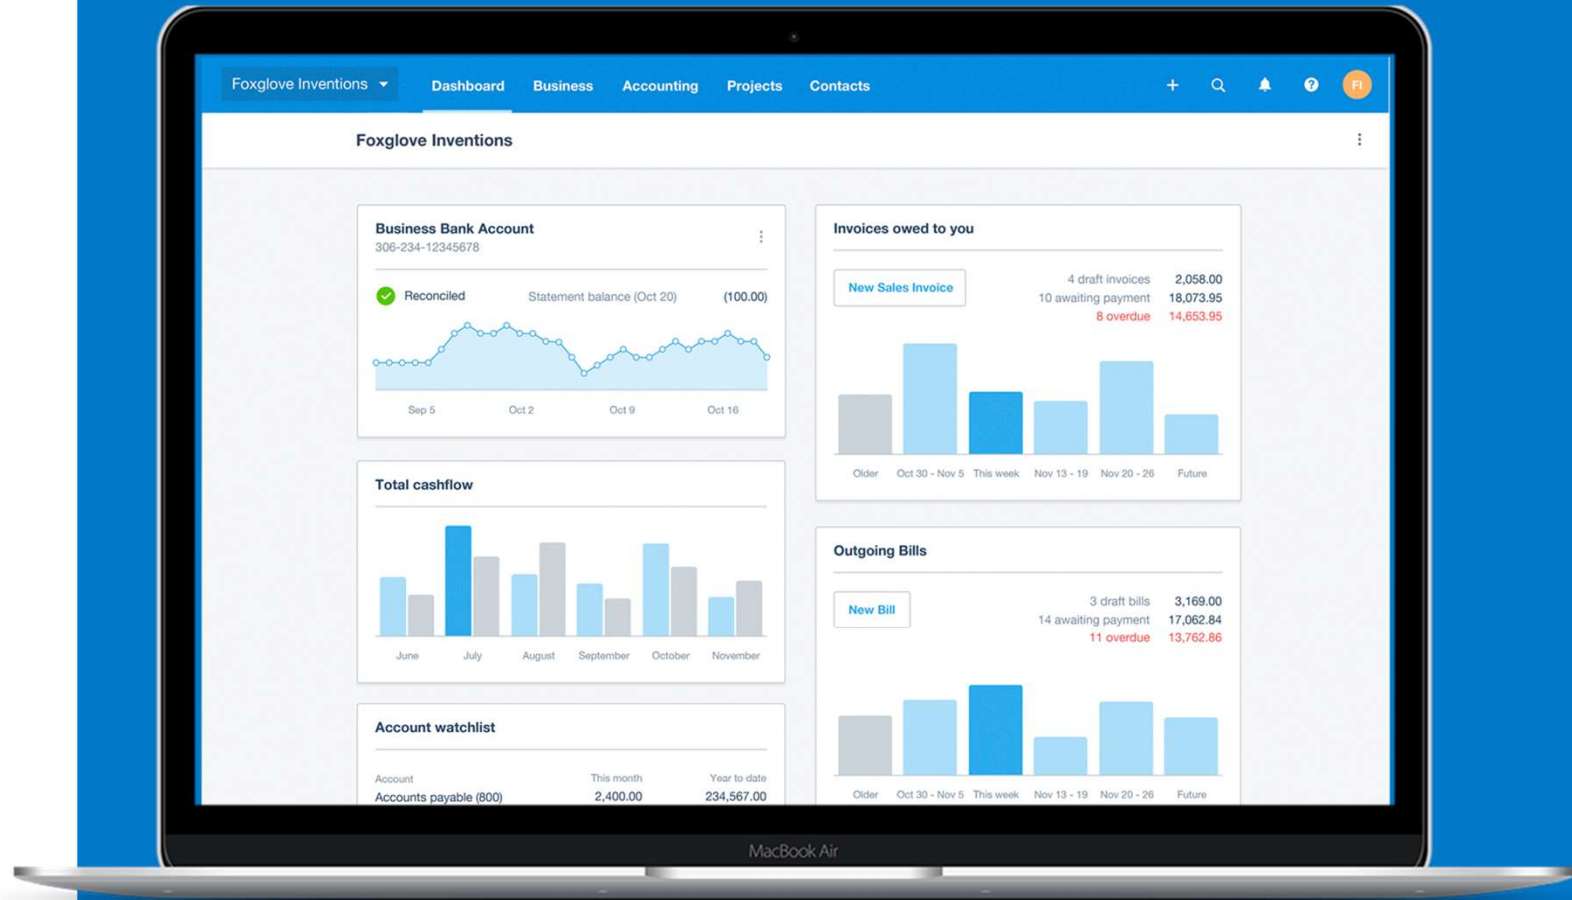 Foxglove Inventions
Dashboard Business Accounting Projects Contacts
FI
Foxglove Inventions
Business Bank Account
306-234-12345678
Reconciled Statement balance (Oct 20) (100.00)
Sep 5 Oct 2 Oct 9 Oct 16
Total cashflow
June July August September October November
Account watchlist
Account This month Year to date
Accounts payable (800) 2,400.00 234,567.00
Invoices owed to you
New Sales Invoice
4 draft invoices 2,058.00
10 awaiting payment 18,073.95
8 overdue 14,653.95
Older Oct 30 - Nov 5 This week Nov 13 - 19 Nov 20 - 26 Future
Outgoing Bills
New Bill
3 draft bills 3,169.00
14 awaiting payment 17,062.84
11 overdue 13,762.86
Older Oct 30 - Nov 5 This week Nov 13 - 19 Nov 20 - 26 Future
MacBook Air